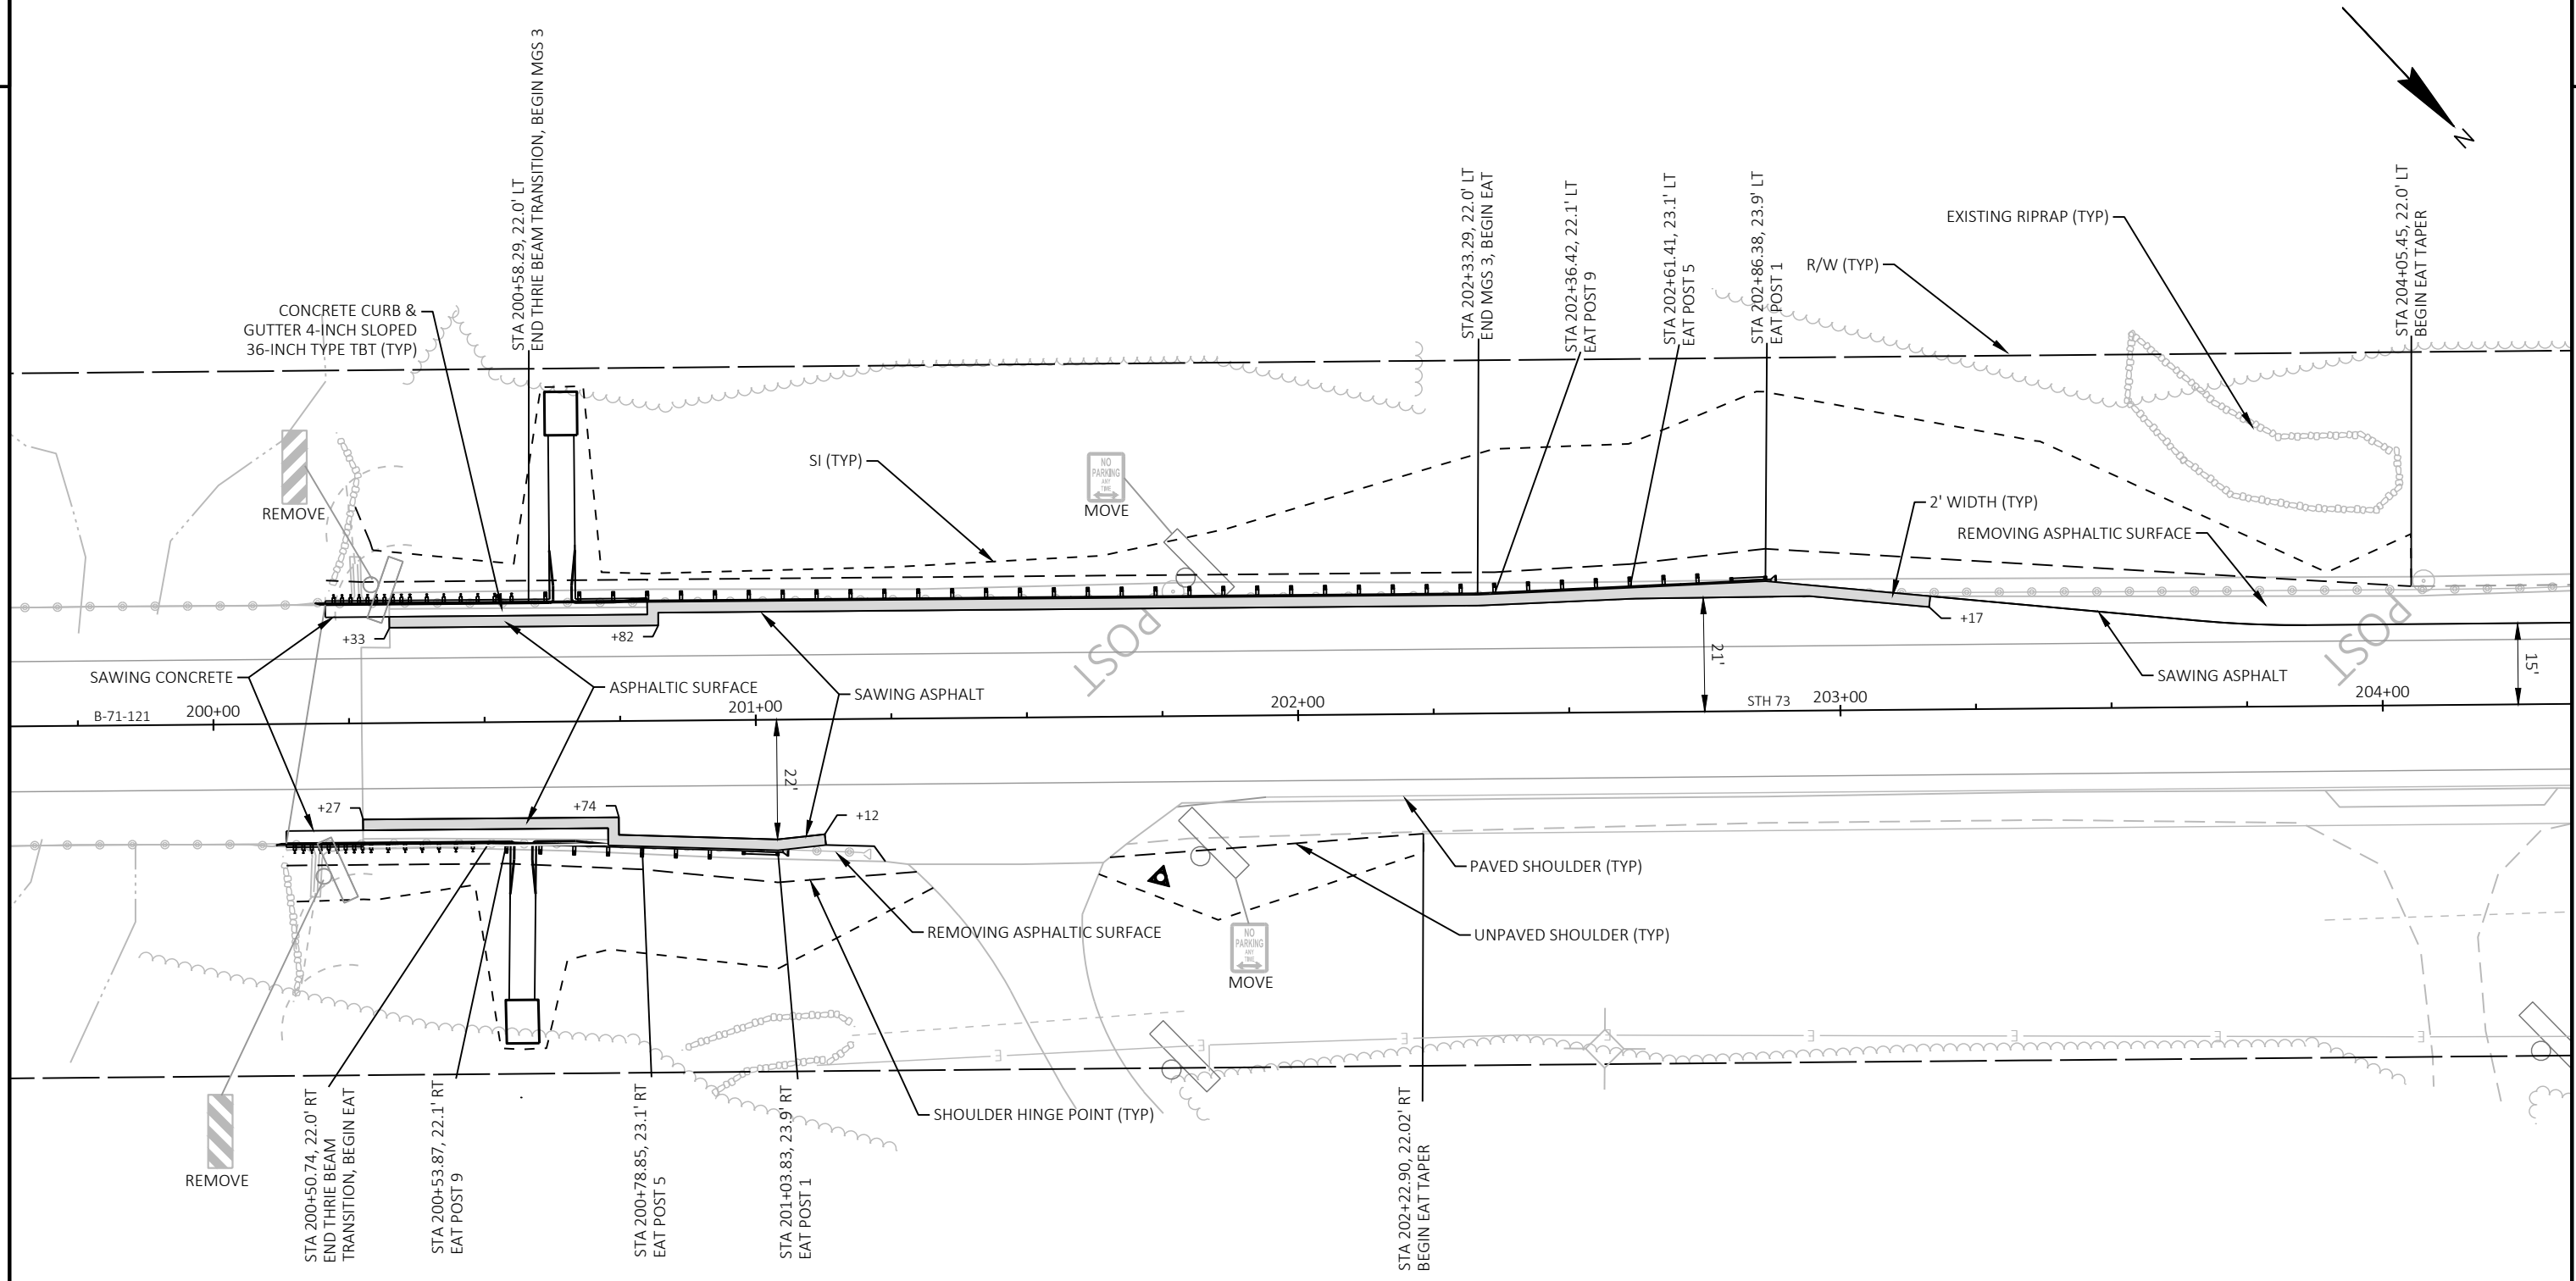 STA 200+58.29, 22.0' LT
END THRIE BEAM TRANSITION, BEGIN MGS 3
STA 202+33.29, 22.0' LT
END MGS 3, BEGIN EAT
STA 202+36.42, 22.1' LT
EAT POST 9
STA 202+61.41, 23.1' LT
EAT POST 5
STA 202+86.38, 23.9' LT
EAT POST 1
STA 204+05.45, 22.0' LT
BEGIN EAT TAPER
N
EXISTING RIPRAP (TYP)
R/W (TYP)
CONCRETE CURB &
GUTTER 4-INCH SLOPED
36-INCH TYPE TBT (TYP)
SI (TYP)
NO
PARKING
ANY
TIME
MOVE
REMOVE
2' WIDTH (TYP)
REMOVING ASPHALTIC SURFACE
+33
+82
+17
POST
POST
21'
15'
SAWING CONCRETE
ASPHALTIC SURFACE
SAWING ASPHALT
SAWING ASPHALT
B-71-121
200+00
201+00
202+00
STH 73
203+00
204+00
22'
+27
+74
+12
PAVED SHOULDER (TYP)
REMOVING ASPHALTIC SURFACE
UNPAVED SHOULDER (TYP)
NO
PARKING
ANY
TIME
MOVE
E
E
E
E
E
E
E
E
SHOULDER HINGE POINT (TYP)
REMOVE
STA 200+50.74, 22.0' RT
END THRIE BEAM
TRANSITION, BEGIN EAT
STA 200+53.87, 22.1' RT
EAT POST 9
STA 200+78.85, 23.1' RT
EAT POST 5
STA 201+03.83, 23.9' RT
EAT POST 1
STA 202+22.90, 22.02' RT
BEGIN EAT TAPER